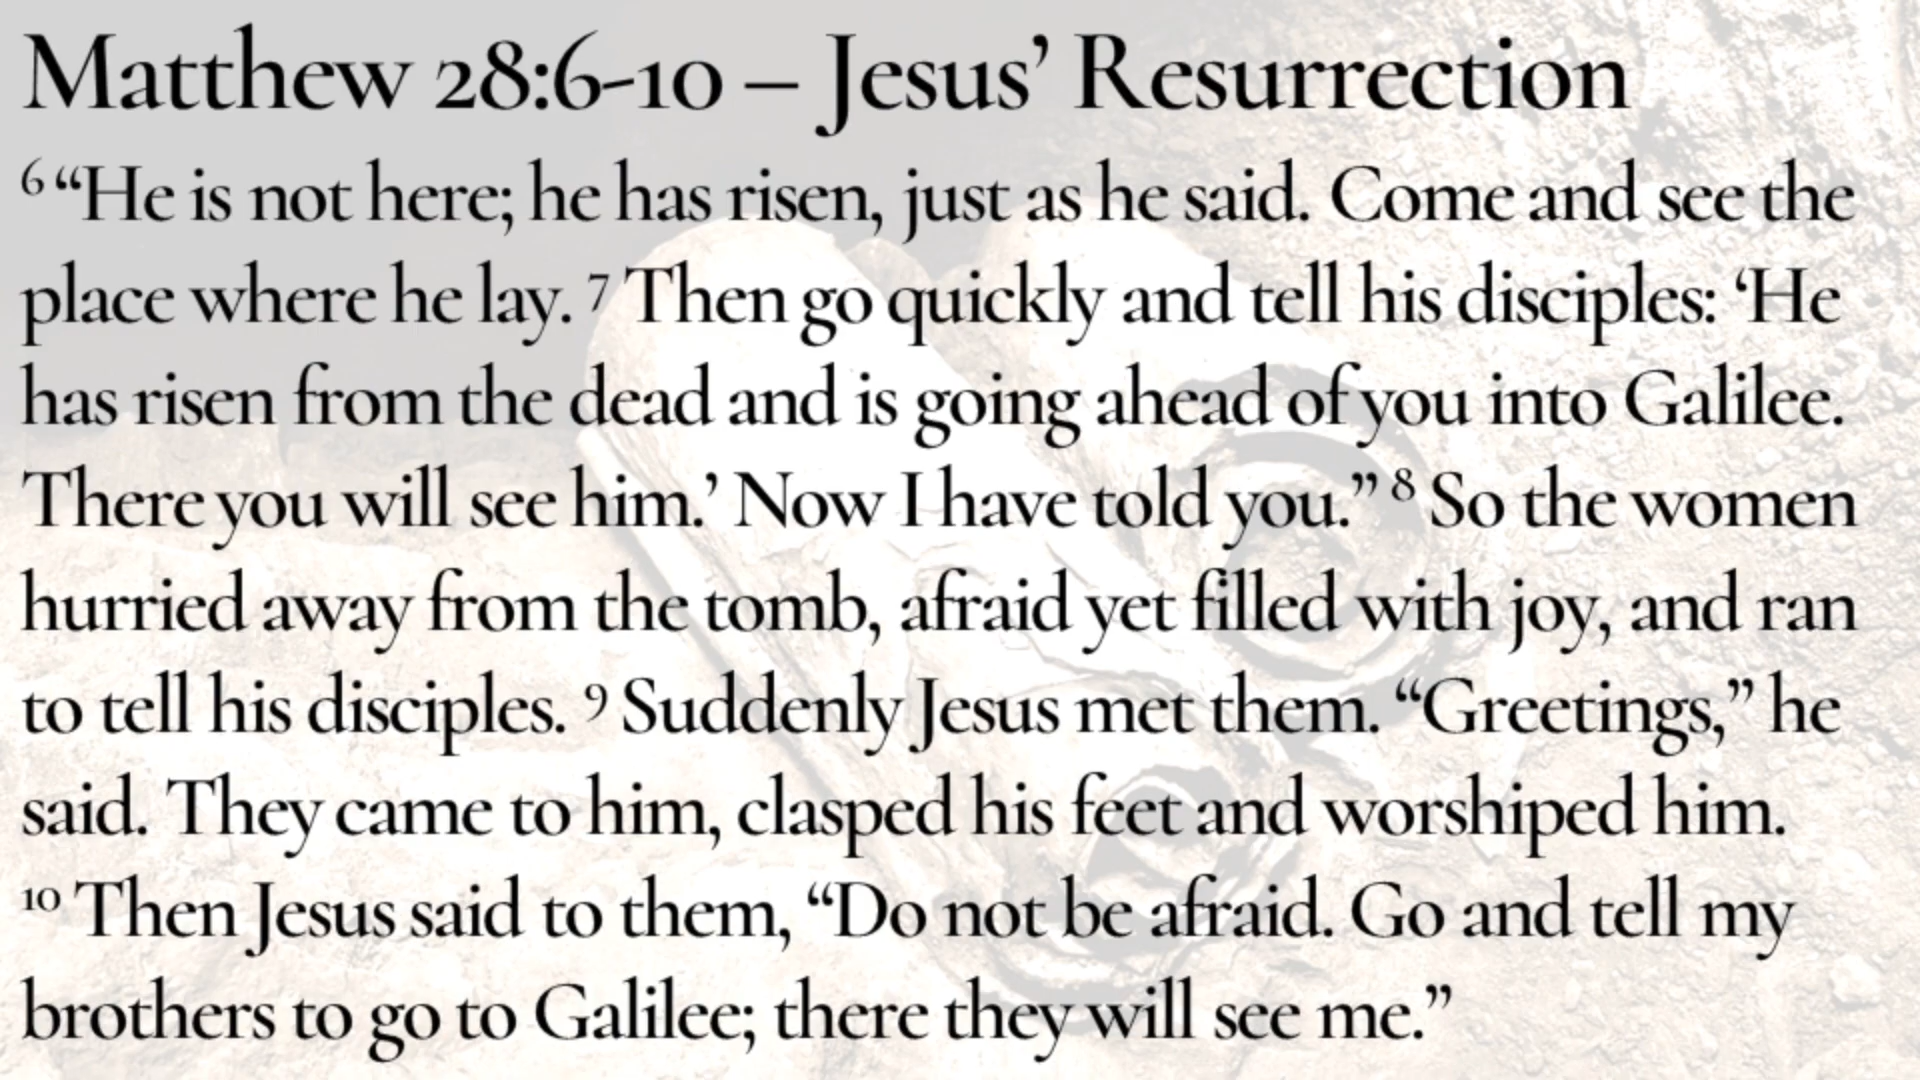 Matthew 28:6-10 – Jesus’ Resurrection
6 “He is not here; he has risen, just as he said. Come and see the
place where he lay. 7 Then go quickly and tell his disciples: ‘He
has risen from the dead and is going ahead of you into Galilee.
There you will see him.’ Now I have told you.” 8 So the women
hurried away from the tomb, afraid yet filled with joy, and ran
to tell his disciples. 9 Suddenly Jesus met them. “Greetings,” he
said. They came to him, clasped his feet and worshiped him.
10 Then Jesus said to them, “Do not be afraid. Go and tell my
brothers to go to Galilee; there they will see me.”